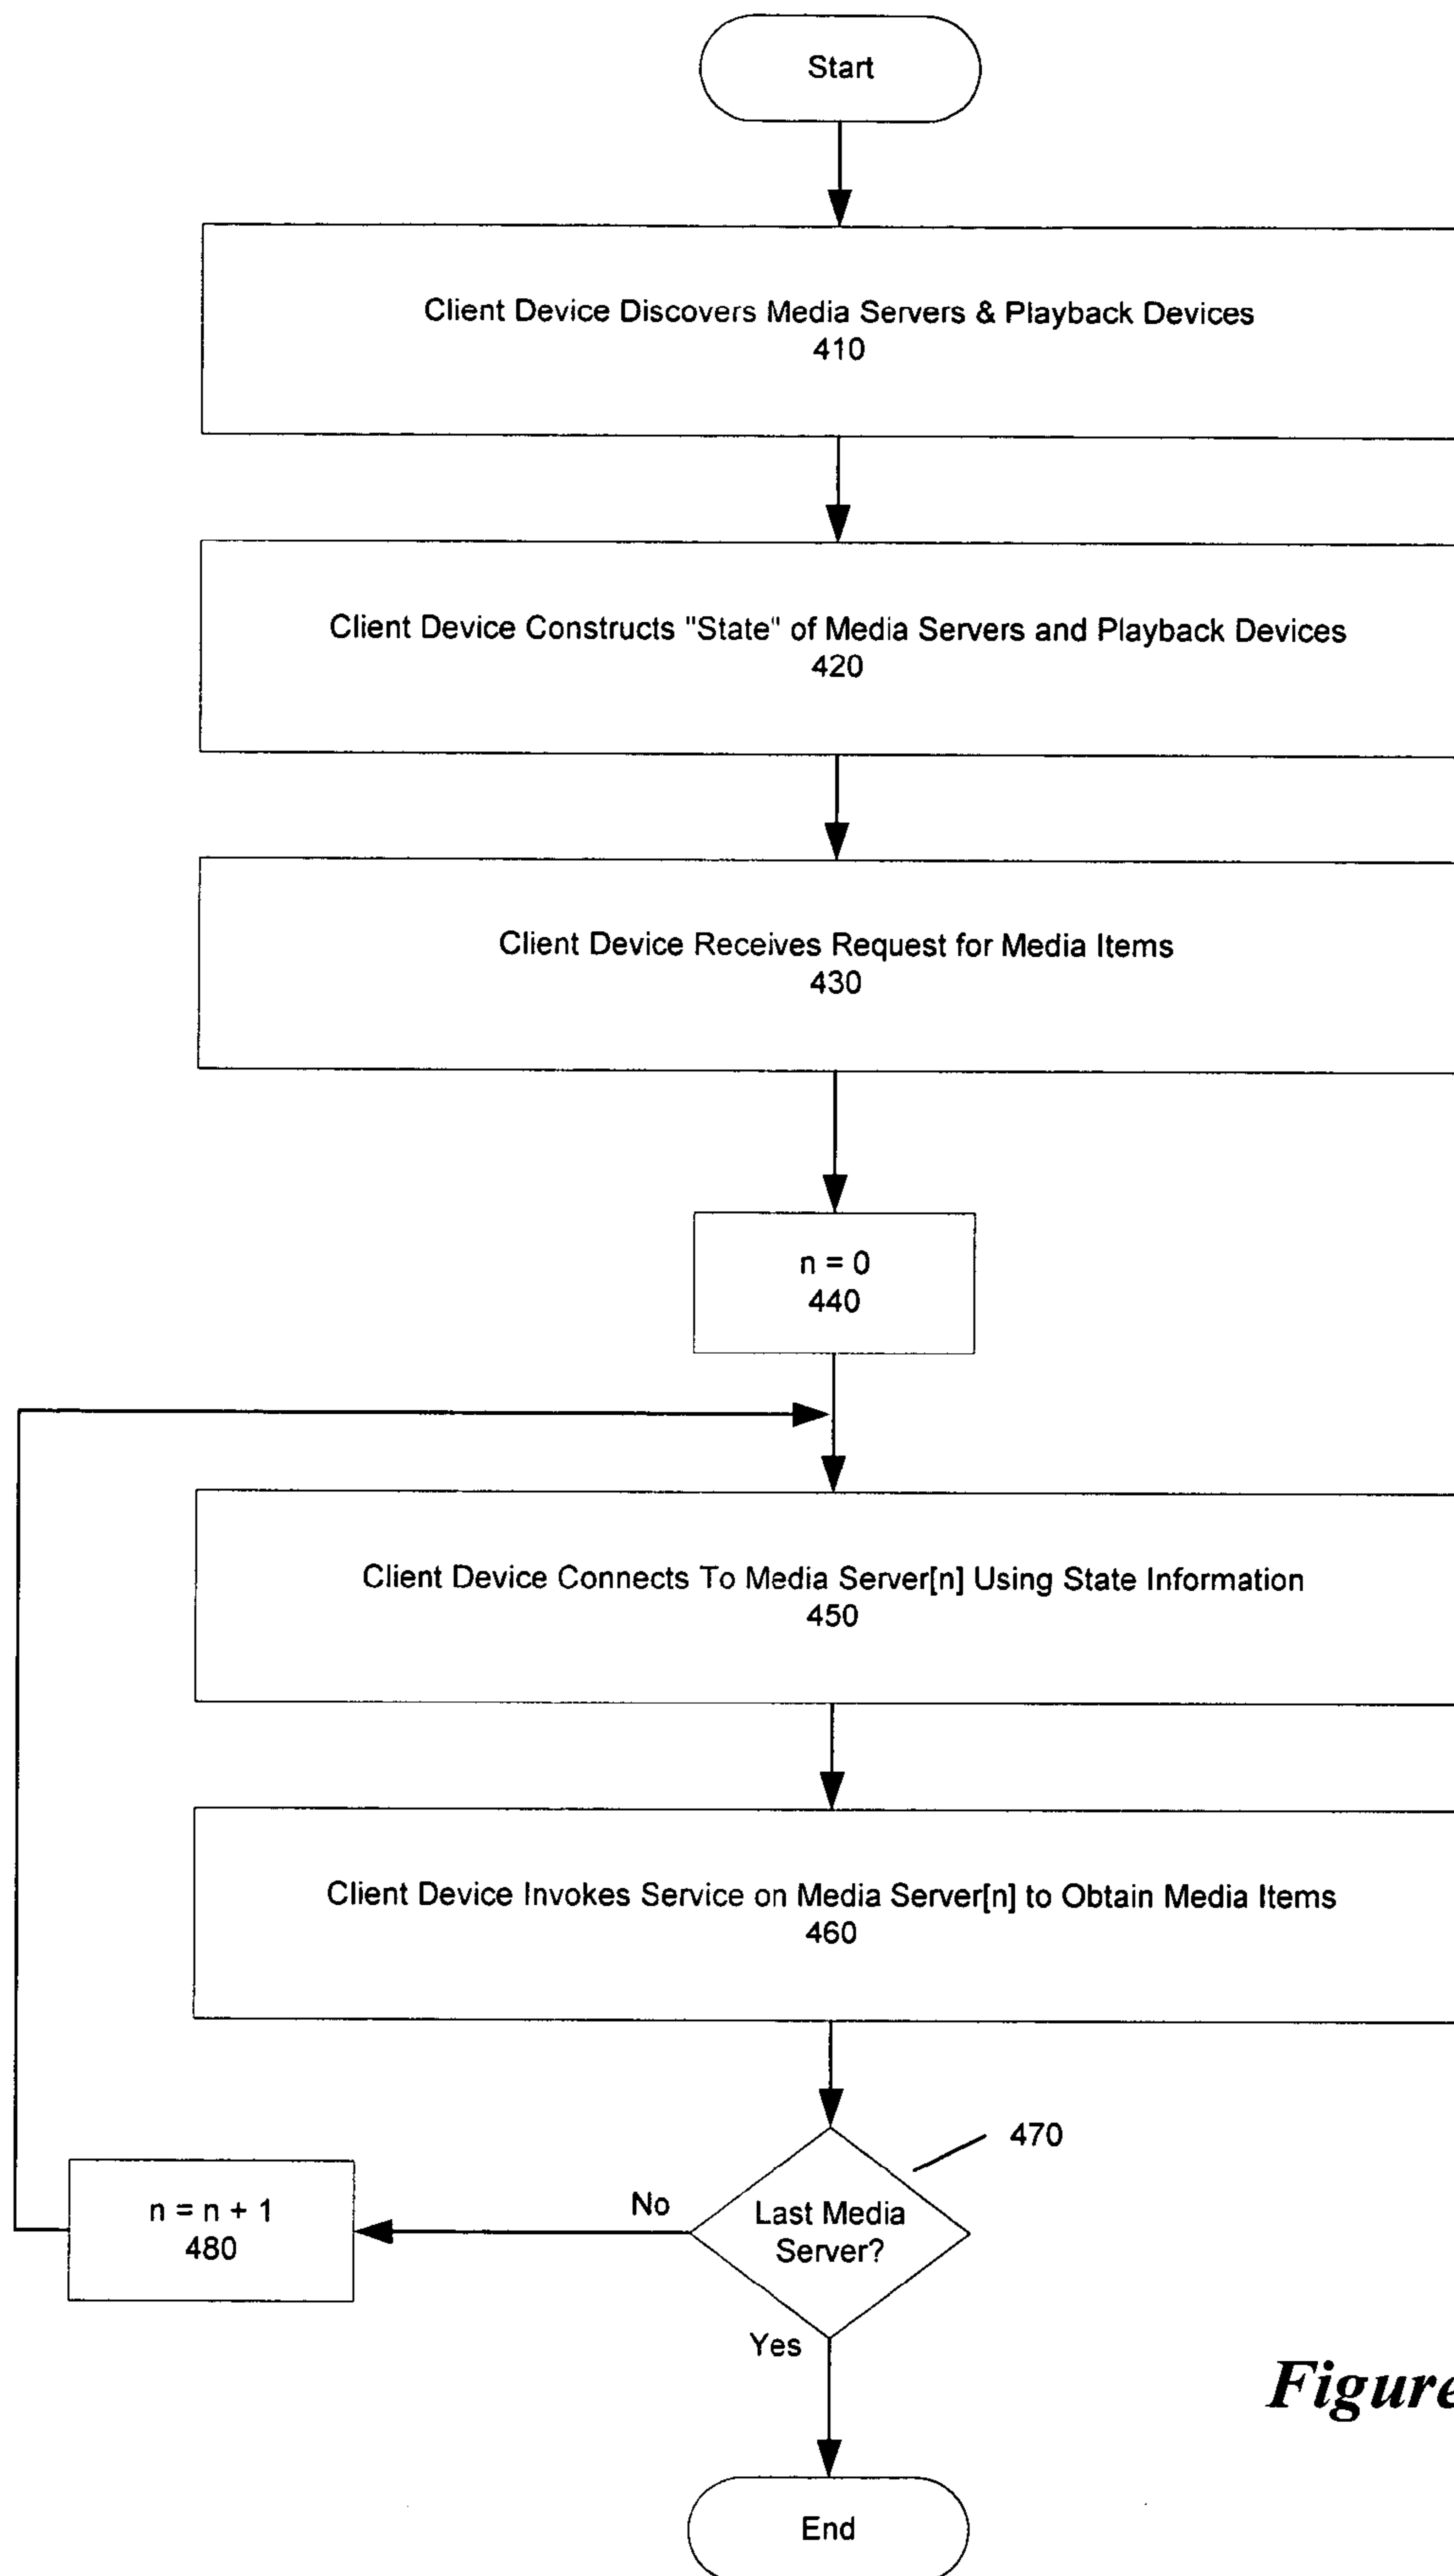 Start
Client Device Discovers Media Servers & Playback Devices
410
Client Device Constructs "State" of Media Servers and Playback Devices
420
Client Device Receives Request for Media Items
430
n = 0
440
Client Device Connects To Media Server[n] Using State Information
450
Client Device Invokes Service on Media Server[n] to Obtain Media Items
460
470
Last Media
Server?
No
n = n + 1
480
Yes
Figure
End